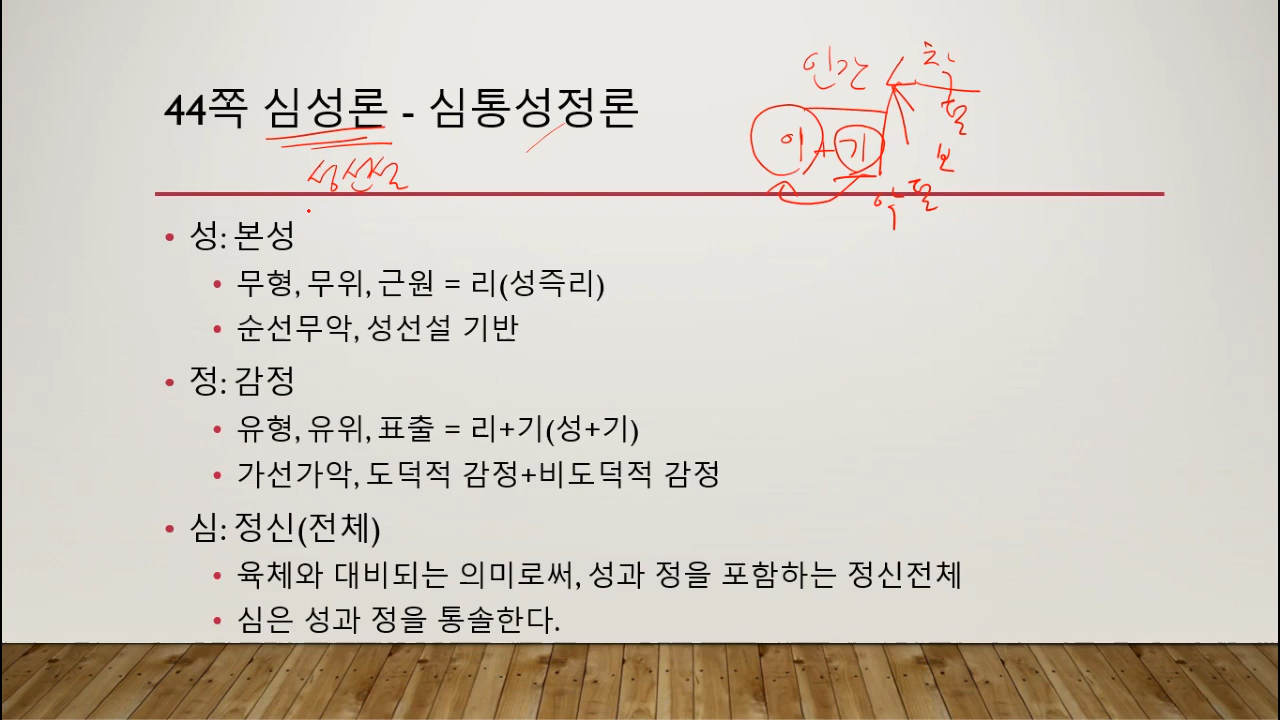 인간
44쪽 심성론 - 심통성정론
이+기
성선설
성: 본성
무형, 무위, 근원 = 리(성즉리)
순선무악, 성선설 기반
정: 감정
유형, 유위, 표출 = 리+기(성+기)
가선가악, 도덕적 감정+비도덕적 감정
심: 정신(전체)
육체와 대비되는 의미로써, 성과 정을 포함하는 정신전체
심은 성과 정을 통솔한다.